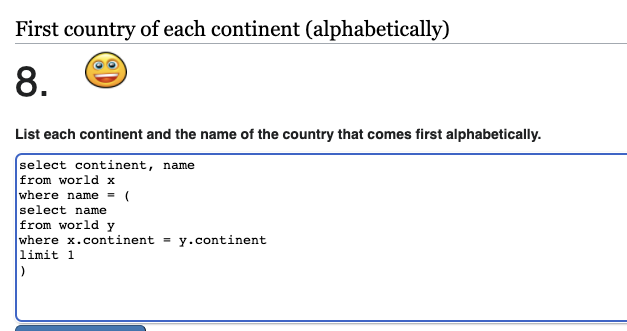 First country of each continent (alphabetically)
8.
List each continent and the name of the country that comes first alphabetically.
select continent, name
from world x
where name = (
select name
from world y
where x.continent = y.continent
limit 1
)